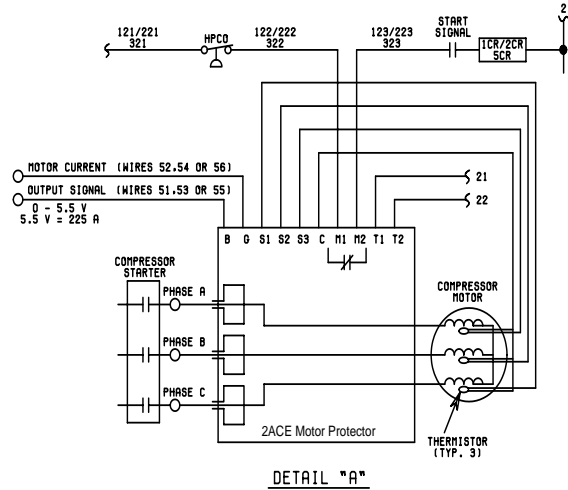 2
121/221
321
HPCO
122/222
322
123/223
323
START
SIGNAL
1CR/2CR
5CR
MOTOR CURRENT (WIRES 52.54 OR 56)
OUTPUT SIGNAL (WIRES 51.53 OR 55)
0 - 5.5 V
5.5 V = 225 A
21
22
B G S1 S2 S3 C M1 M2 T1 T2
COMPRESSOR
STARTER
PHASE A
PHASE B
PHASE C
COMPRESSOR
MOTOR
2ACE Motor Protector
THERMISTOR
(TYP. 3)
DETAIL "A"